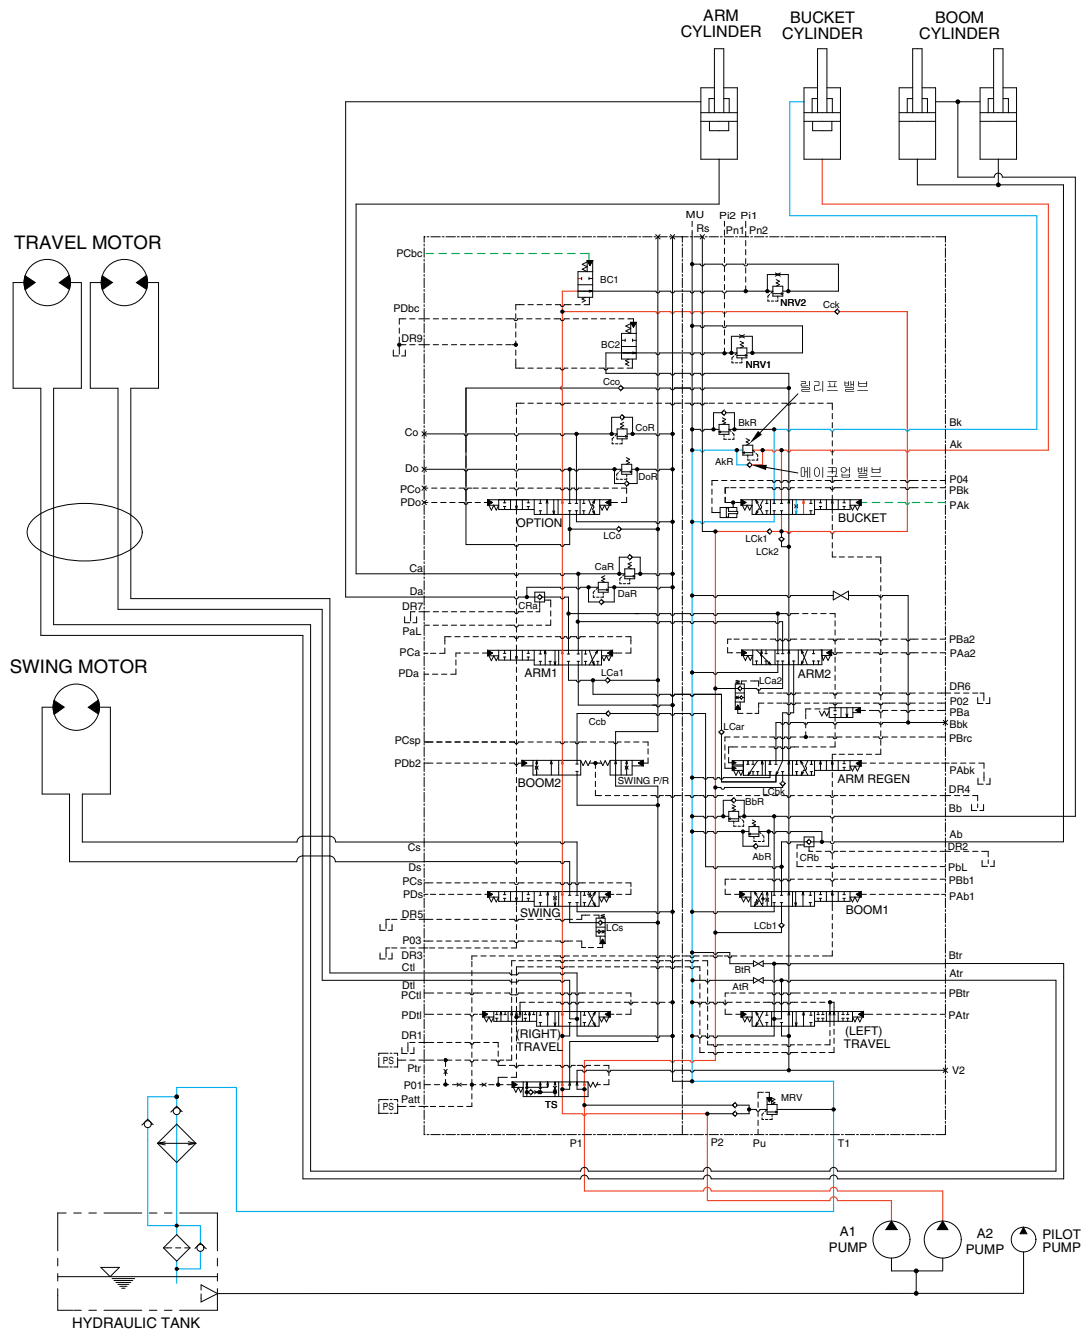 ARM
CYLINDER
BUCKET
CYLINDER
BOOM
CYLINDER
MU
Rs
Pi2
Pi1
Pn1
Pn2
TRAVEL MOTOR
PCbc
BC1
NRV2
Cck
PDbc
DR9
BC2
NRV1
Cco
릴리프 밸브
Co
CoR
BkR
Bk
Ak
AkR
메이크업 밸브
Do
DoR
PCo
PDo
P04
PBk
PAk
OPTION
BUCKET
LCo
LCk1
LCk2
Ca
CaR
Da
DaR
DR7
CRa
PaL
PCa
PDa
PBa2
PAa2
ARM1
ARM2
SWING MOTOR
LCa1
LCa2
DR6
P02
PBa
Ccb
LCar
Bbk
PBrc
PCsp
PDb2
PAbk
BOOM2
SWING P/R
ARM REGEN
LCbk
DR4
BbR
Bb
Ab
AbR
CRb
DR2
PbL
Cs
Ds
PCs
PDs
PBb1
PAb1
SWING
BOOM1
DR5
LCs
LCb1
P03
DR3
Btr
BtR
Ctl
Atr
AtR
Dtl
PCtl
PBtr
PDtl
PAtr
(RIGHT)
TRAVEL
(LEFT)
TRAVEL
DR1
PS
Ptr
V2
P01
PS
Patt
TS
MRV
P1
P2
Pu
T1
A1
PUMP
A2
PUMP
PILOT
PUMP
HYDRAULIC TANK